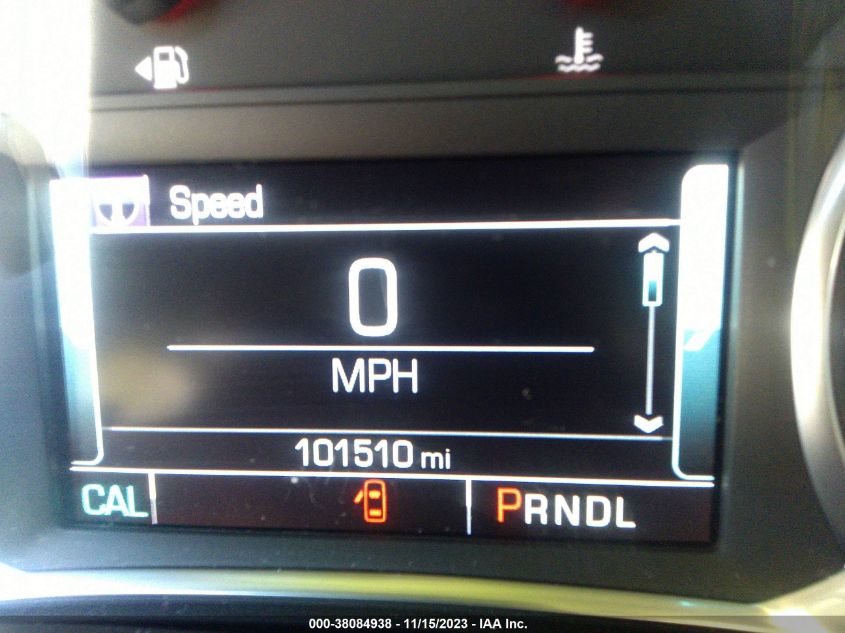 Speed
0
MPH
101510 mi
CAL PRNDL
000-38084938 - 11/15/2023 - IAA Inc.